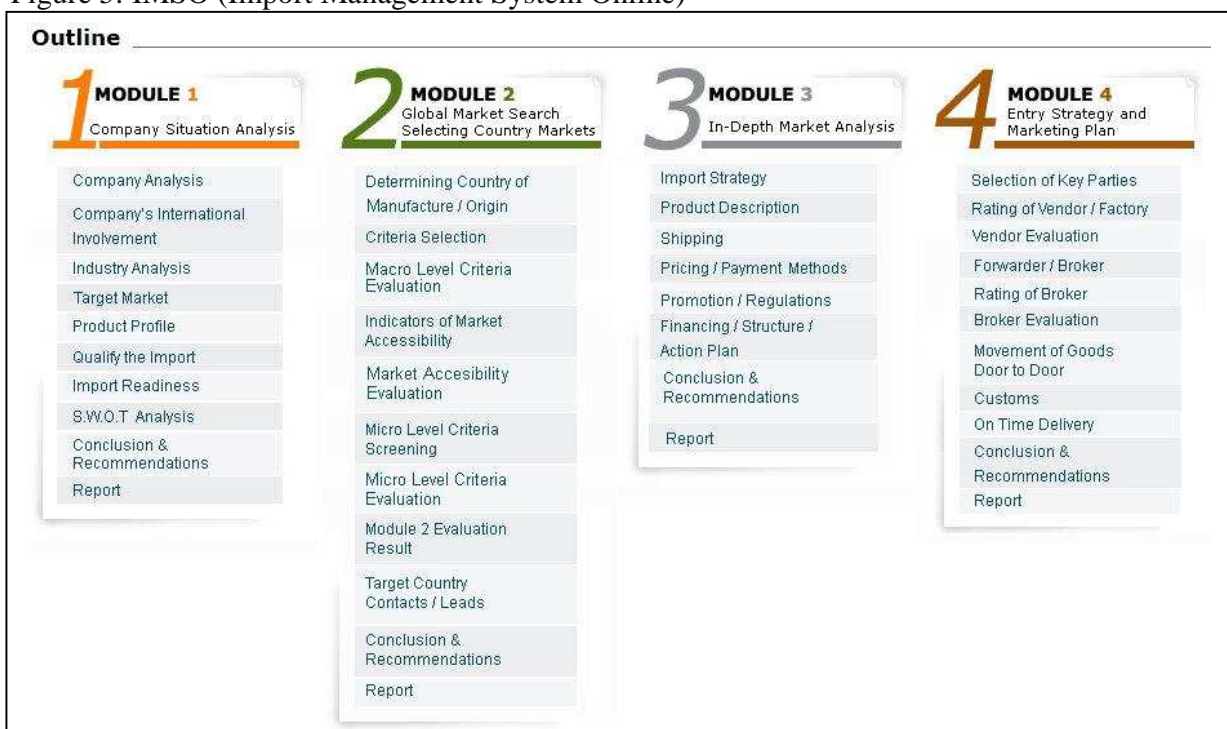 Figure 3: IMSO (Import Management System Online)
Outline
1 MODULE 1
Company Situation Analysis
Company Analysis
Company's International
Involvement
Industry Analysis
Target Market
Product Profile
Qualify the Import
Import Readiness
S.W.O.T Analysis
Conclusion &
Recommendations
Report
2 MODULE 2
Global Market Search
Selecting Country Markets
Determining Country of
Manufacture / Origin
Criteria Selection
Macro Level Criteria
Evaluation
Indicators of Market
Accessibility
Market Accesibility
Evaluation
Micro Level Criteria
Screening
Micro Level Criteria
Evaluation
Module 2 Evaluation
Result
Target Country
Contacts / Leads
Conclusion &
Recommendations
Report
3 MODULE 3
In-Depth Market Analysis
Import Strategy
Product Description
Shipping
Pricing / Payment Methods
Promotion / Regulations
Financing / Structure /
Action Plan
Conclusion &
Recommendations
Report
4 MODULE 4
Entry Strategy and
Marketing Plan
Selection of Key Parties
Rating of Vendor / Factory
Vendor Evaluation
Forwarder / Broker
Rating of Broker
Broker Evaluation
Movement of Goods
Door to Door
Customs
On Time Delivery
Conclusion &
Recommendations
Report